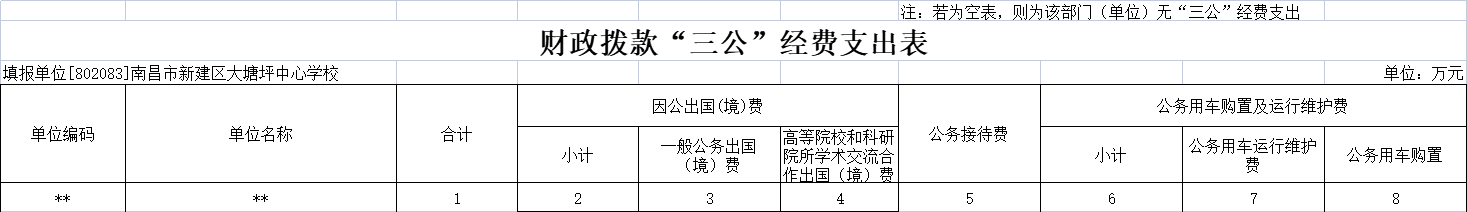 注：若为空表，则为该部门（单位）无“三公”经费支出
财政拨款“三公”经费支出表
填报单位[802083]南昌市新建区大塘坪中心学校 单位：万元
单位编码 单位名称 合计 因公出国(境)费 公务接待费 公务用车购置及运行维护费
小计 一般公务出国（境）费 高等院校和科研院所学术交流合作出国（境）费 小计 公务用车运行维护费 公务用车购置
** ** 1 2 3 4 5 6 7 8